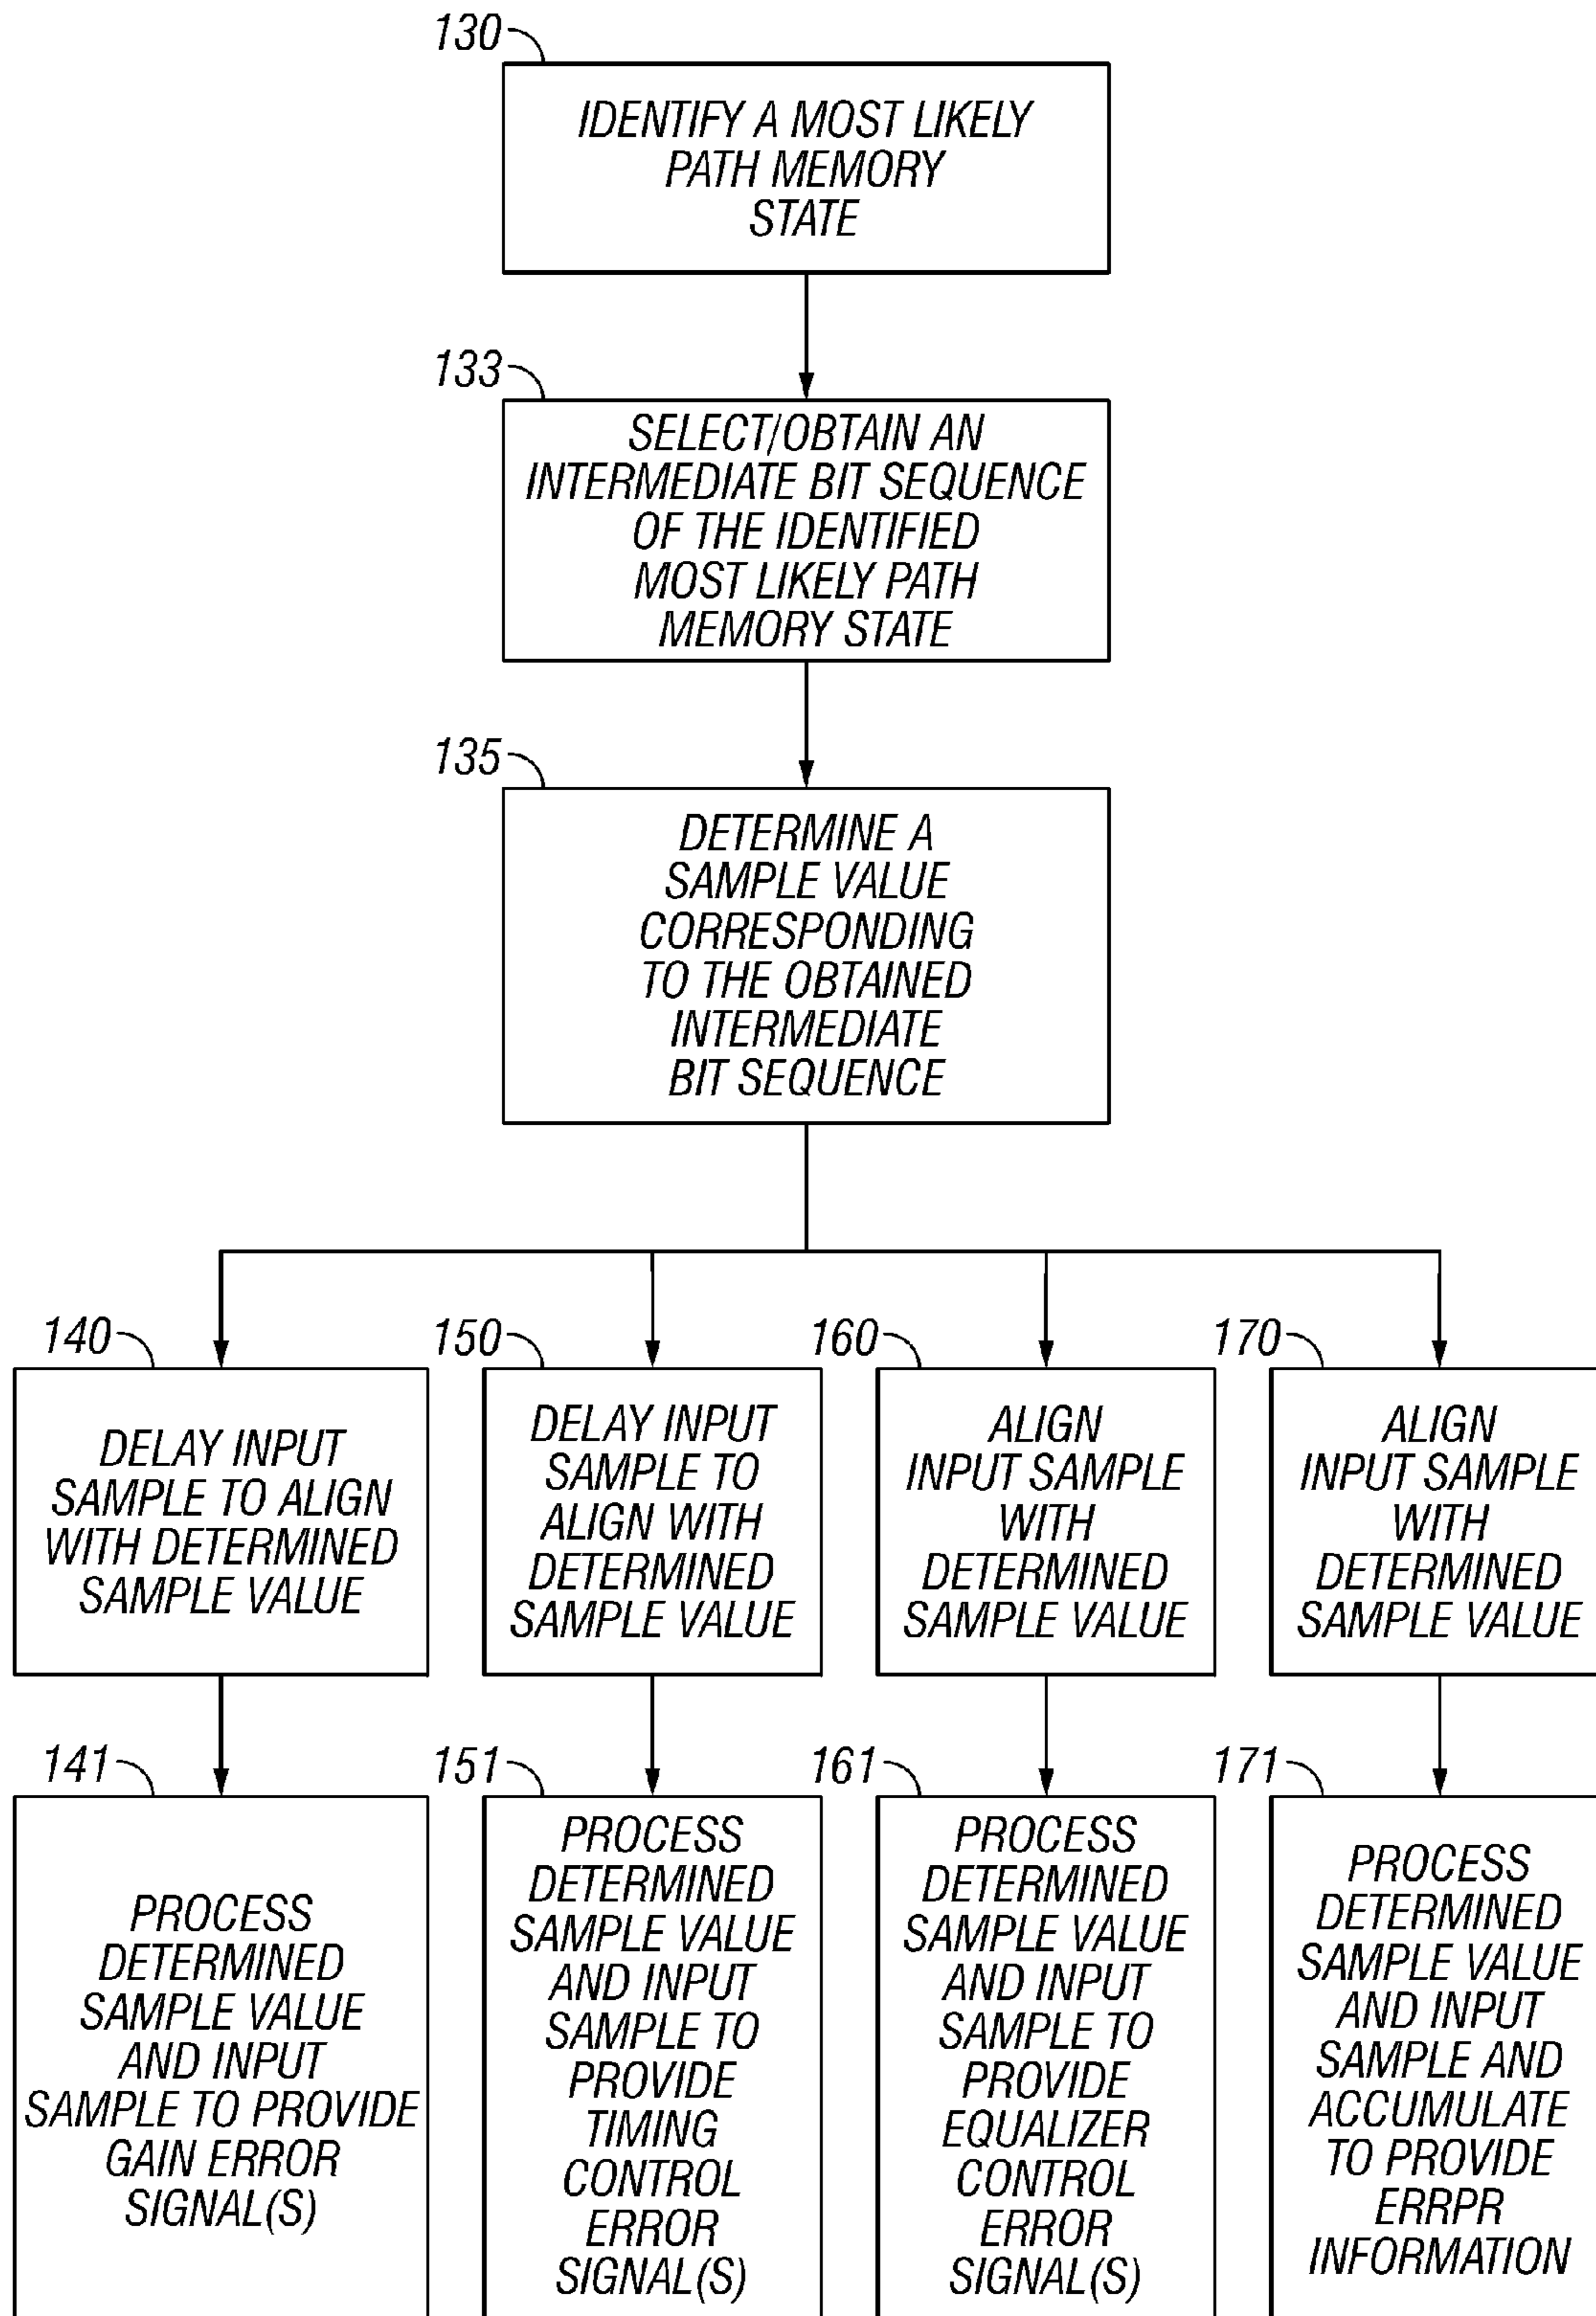 130
IDENTIFY A MOST LIKELY
PATH MEMORY
STATE
133
SELECT/OBTAIN AN
INTERMEDIATE BIT SEQUENCE
OF THE IDENTIFIED
MOST LIKELY PATH
MEMORY STATE
135
DETERMINE A
SAMPLE VALUE
CORRESPONDING
TO THE OBTAINED
INTERMEDIATE
BIT SEQUENCE
140
DELAY INPUT
SAMPLE TO ALIGN
WITH DETERMINED
SAMPLE VALUE
150
DELAY INPUT
SAMPLE TO
ALIGN WITH
DETERMINED
SAMPLE VALUE
160
ALIGN
INPUT SAMPLE
WITH
DETERMINED
SAMPLE VALUE
170
ALIGN
INPUT SAMPLE
WITH
DETERMINED
SAMPLE VALUE
141
PROCESS
DETERMINED
SAMPLE VALUE
AND INPUT
SAMPLE TO PROVIDE
GAIN ERROR
SIGNAL(S)
151
PROCESS
DETERMINED
SAMPLE VALUE
AND INPUT
SAMPLE TO
PROVIDE
TIMING
CONTROL
ERROR
SIGNAL(S)
161
PROCESS
DETERMINED
SAMPLE VALUE
AND INPUT
SAMPLE TO
PROVIDE
EQUALIZER
CONTROL
ERROR
SIGNAL(S)
171
PROCESS
DETERMINED
SAMPLE VALUE
AND INPUT
SAMPLE AND
ACCUMULATE
TO PROVIDE
ERRPR
INFORMATION